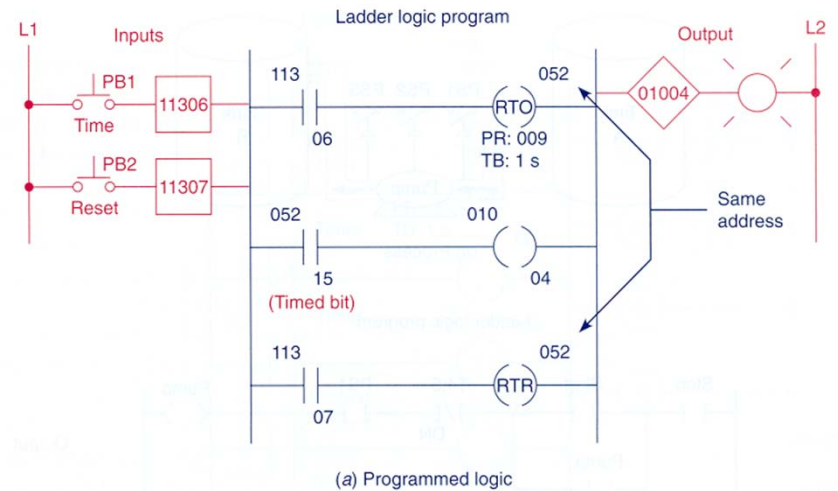 Ladder logic program
L1
Inputs
Output
L2
PB1
11306
Time
113
06
052
RTO
PR: 009
TB: 1 s
01004
PB2
11307
Reset
Same
address
052
15
(Timed bit)
010
04
113
07
052
RTR
(a) Programmed logic